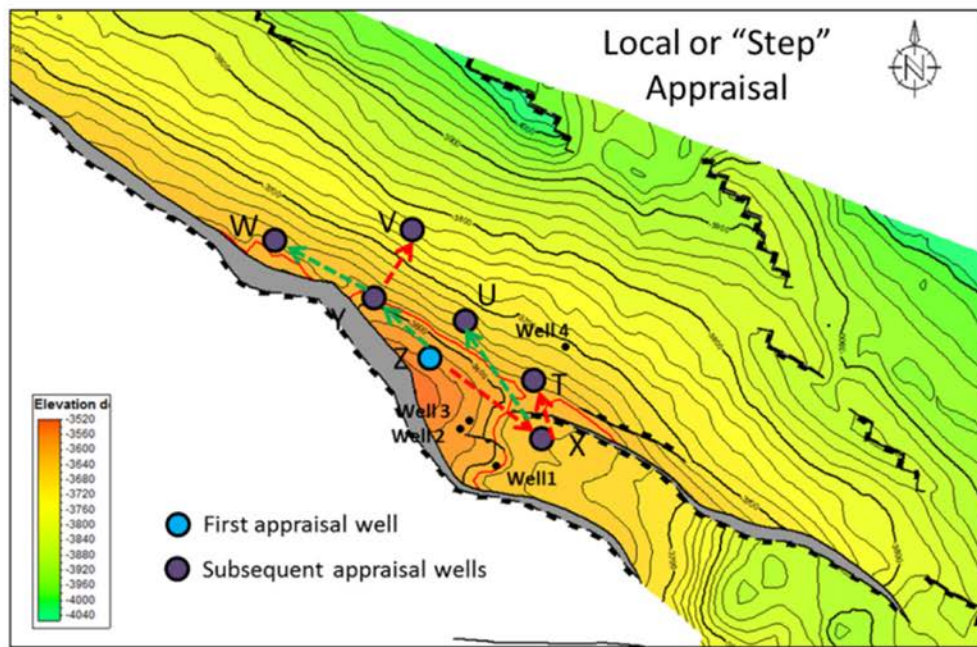 Local or “Step”
Appraisal
N
W
V
U
Y
Well 4
Z
T
Well 3
Well 2
X
Well1
Elevation de
-3520
-3560
-3600
-3640
-3680
-3720
-3760
-3800
-3840
-3880
-3920
-3960
-4000
-4040
First appraisal well
Subsequent appraisal wells